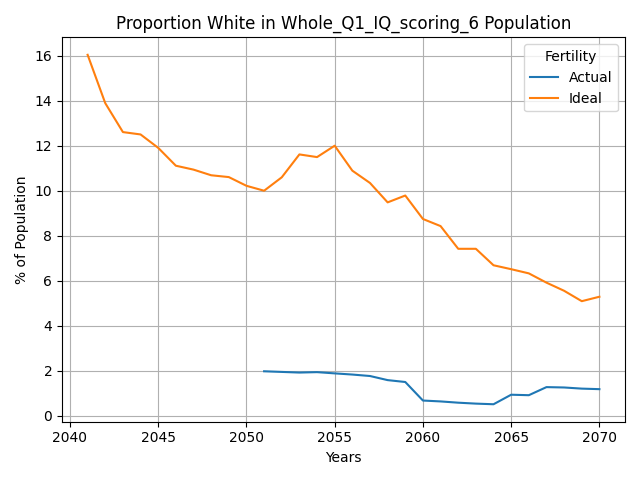 Proportion White in Whole_Q1_IQ_scoring_6 Population
Fertility
Actual
Ideal
% of Population
16
14
12
10
8
6
4
2
0
2040
2045
2050
2055
2060
2065
2070
Years